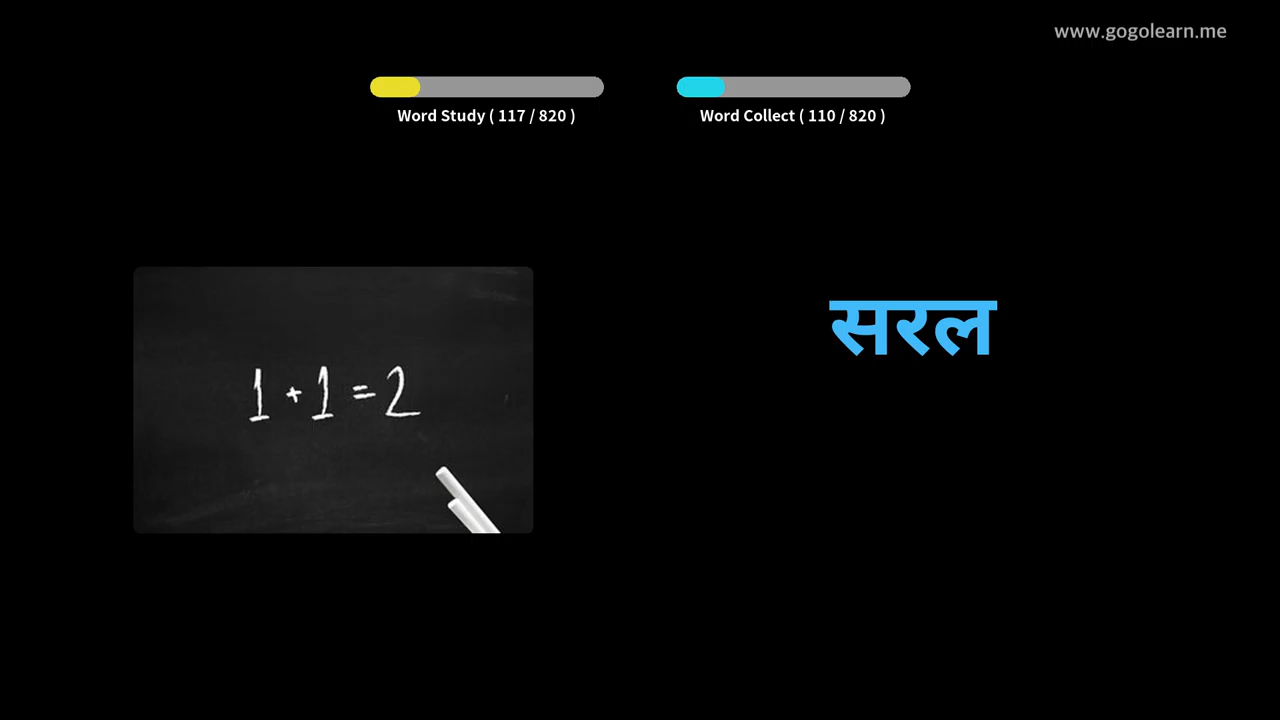 www.gogolearn.me
Word Study ( 117 / 820 )
Word Collect ( 110 / 820 )
सरल
1 + 1 = 2